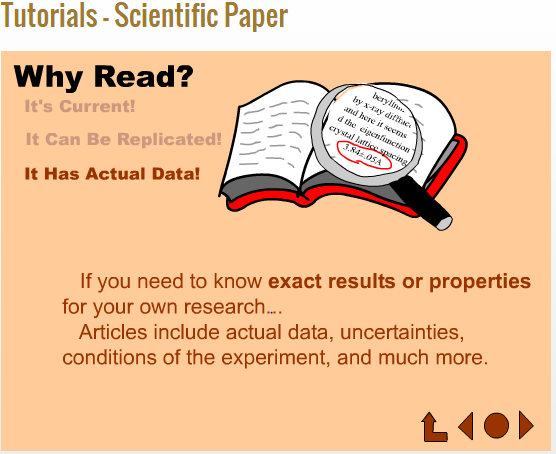 Tutorials - Scientific Paper
Why Read?
It's Current!
It Can Be Replicated!
It Has Actual Data!
by x-ray diffrac
and here it seems
d the eigenfunction
crystal lattice spacing
3.84±.05Å
If you need to know exact results or properties
for your own research....
Articles include actual data, uncertainties,
conditions of the experiment, and much more.